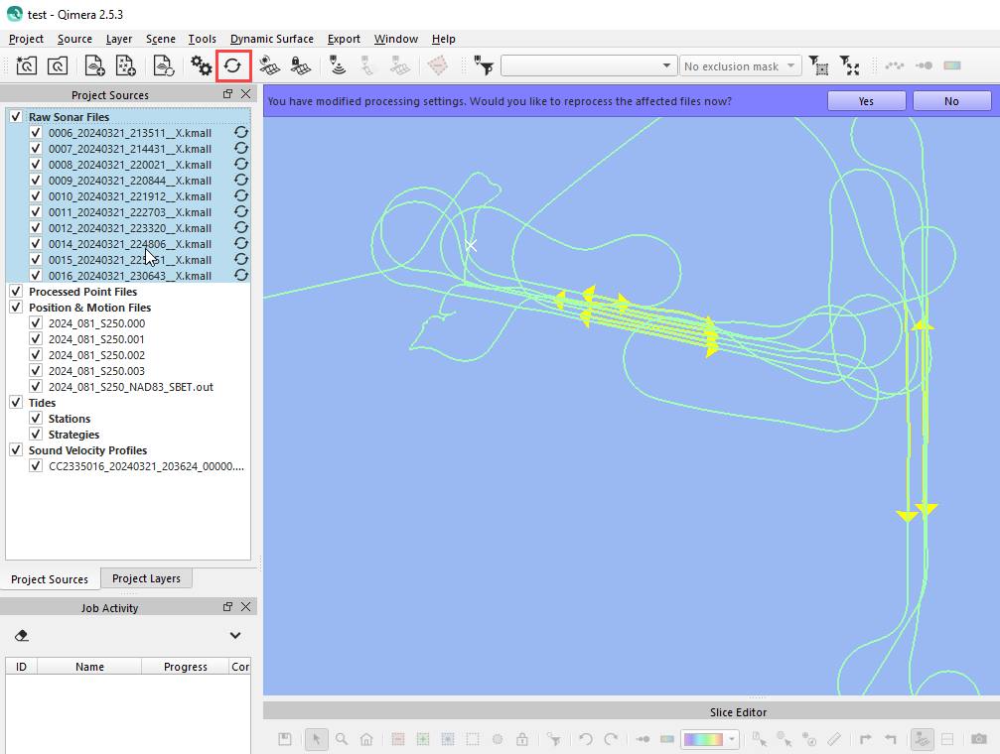 test - Qimera 2.5.3
Project Source Layer Scene Tools Dynamic Surface Export Window Help
No exclusion mask
Project Sources
You have modified processing settings. Would you like to reprocess the affected files now? Yes No
Raw Sonar Files
0006_20240321_213511__X.kmall
0007_20240321_214431__X.kmall
0008_20240321_220021__X.kmall
0009_20240321_220844__X.kmall
0010_20240321_221912__X.kmall
0011_20240321_222703__X.kmall
0012_20240321_223320__X.kmall
0014_20240321_224806__X.kmall
0016_20240321_230643__X.kmall
Processed Point Files
Position & Motion Files
2024_081_S250.000
2024_081_S250.001
2024_081_S250.002
2024_081_S250.003
2024_081_S250_NAD83_SBET.out
Tides
Stations
Strategies
Sound Velocity Profiles
CC2335016_20240321_203624_00000....
Project Sources Project Layers
Job Activity
ID Name Progress Cor
Slice Editor